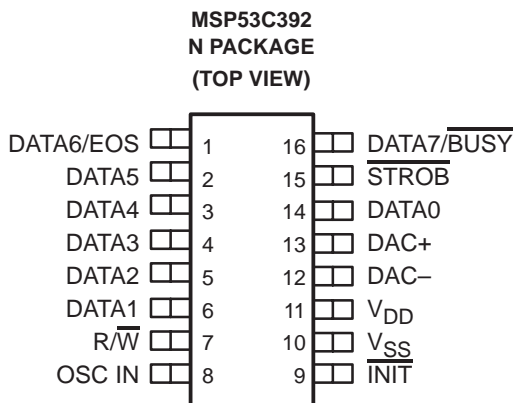 MSP53C392
N PACKAGE
(TOP VIEW)
DATA6/EOS 1 16 DATA7/BUSY
DATA5 2 15 STROB
DATA4 3 14 DATA0
DATA3 4 13 DAC+
DATA2 5 12 DAC–
DATA1 6 11 VDD
R/W 7 10 VSS
OSC IN 8 9 INIT